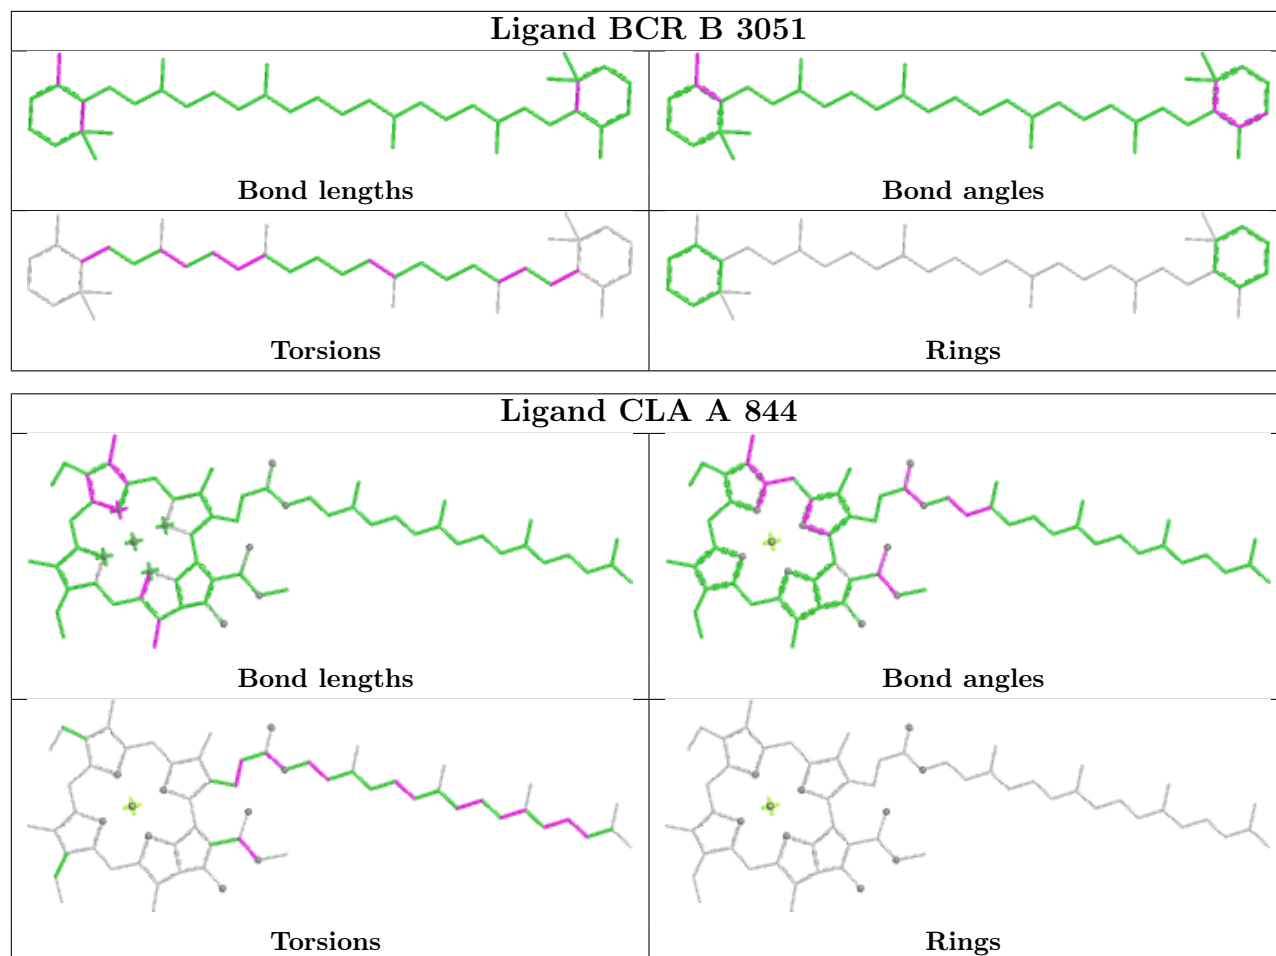 Ligand BCR B 3051
Bond lengths
Bond angles
Torsions
Rings
Ligand CLA A 844
Bond lengths
Bond angles
Torsions
Rings